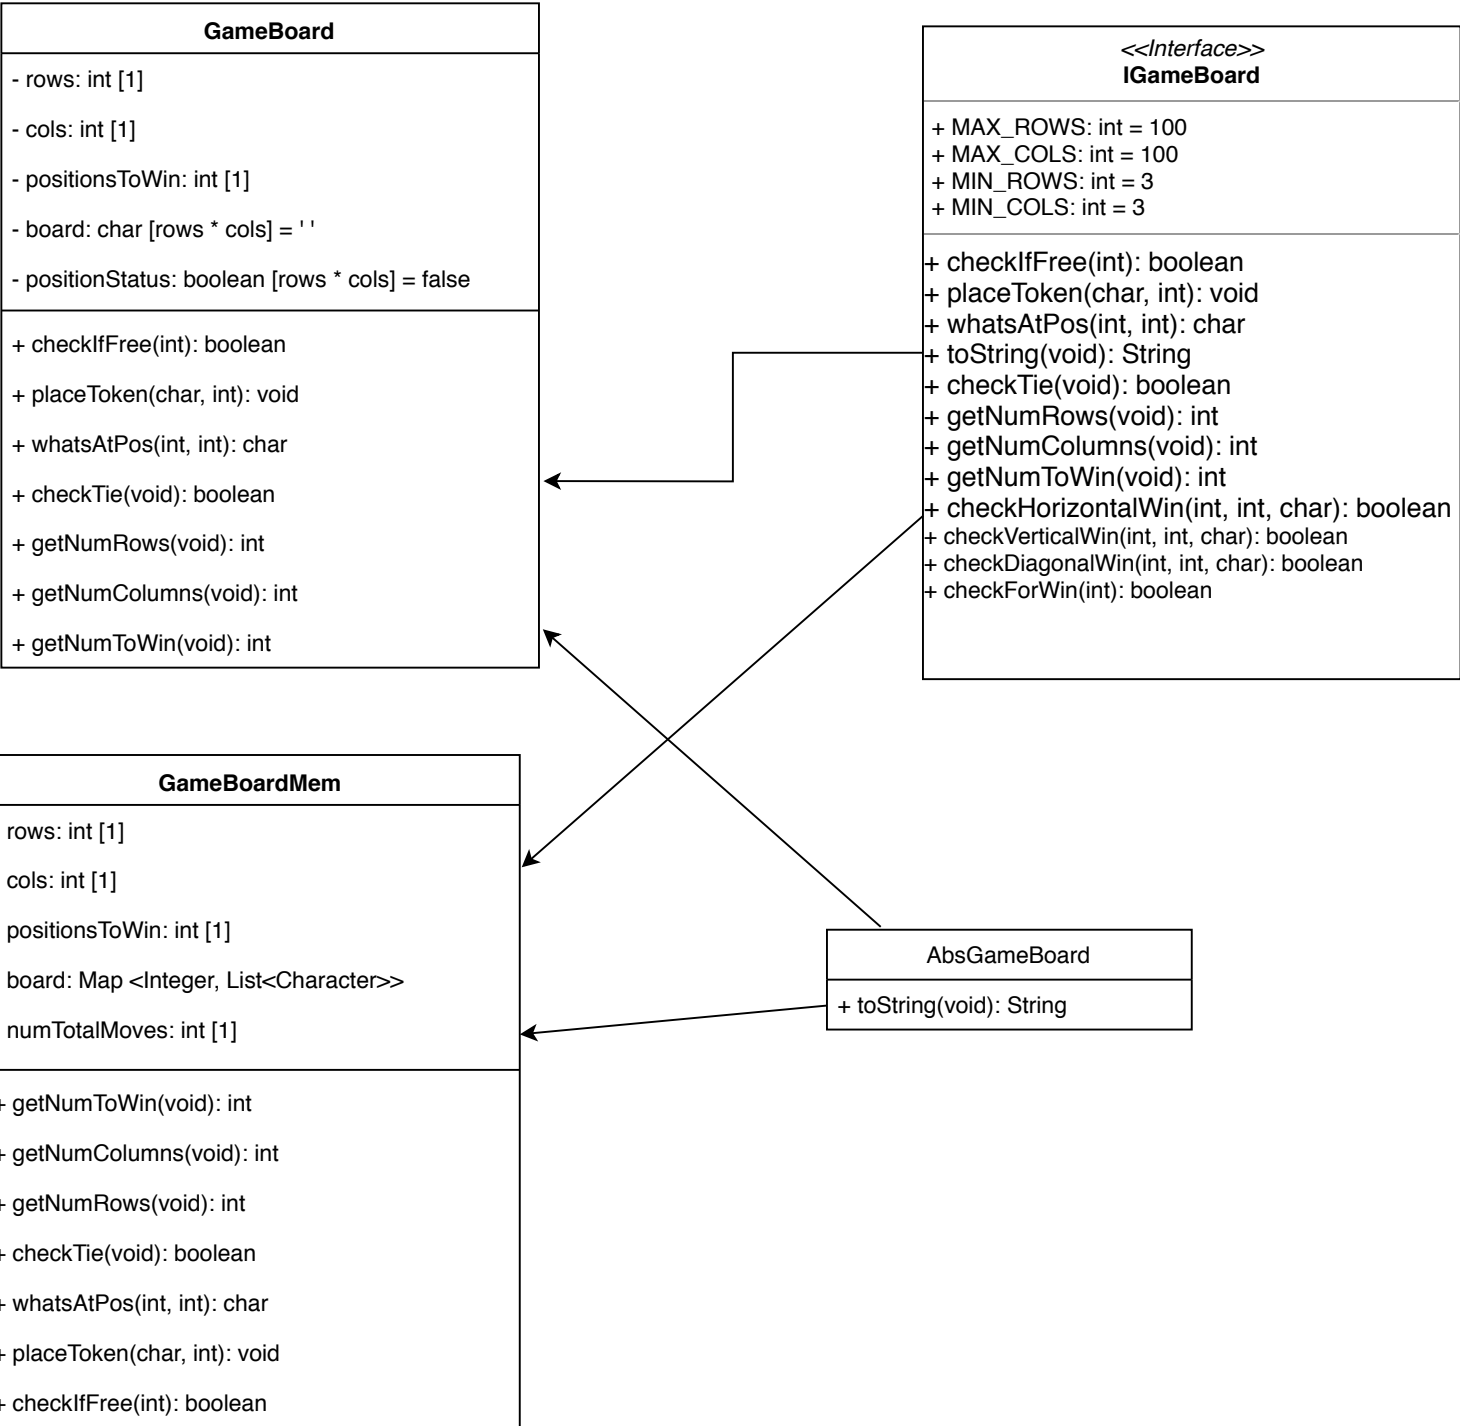 GameBoard
- rows: int [1]
- cols: int [1]
- positionsToWin: int [1]
- board: char [rows * cols] = ' '
- positionStatus: boolean [rows * cols] = false
+ checkIfFree(int): boolean
+ placeToken(char, int): void
+ whatsAtPos(int, int): char
+ checkTie(void): boolean
+ getNumRows(void): int
+ getNumColumns(void): int
+ getNumToWin(void): int
<<Interface>>
IGameBoard
+ MAX_ROWS: int = 100
+ MAX_COLS: int = 100
+ MIN_ROWS: int = 3
+ MIN_COLS: int = 3
+ checkIfFree(int): boolean
+ placeToken(char, int): void
+ whatsAtPos(int, int): char
+ toString(void): String
+ checkTie(void): boolean
+ getNumRows(void): int
+ getNumColumns(void): int
+ getNumToWin(void): int
+ checkHorizontalWin(int, int, char): boolean
+ checkVerticalWin(int, int, char): boolean
+ checkDiagonalWin(int, int, char): boolean
+ checkForWin(int): boolean
GameBoardMem
rows: int [1]
cols: int [1]
positionsToWin: int [1]
board: Map <Integer, List<Character>>
numTotalMoves: int [1]
+ getNumToWin(void): int
+ getNumColumns(void): int
+ getNumRows(void): int
+ checkTie(void): boolean
+ whatsAtPos(int, int): char
+ placeToken(char, int): void
+ checkIfFree(int): boolean
AbsGameBoard
+ toString(void): String